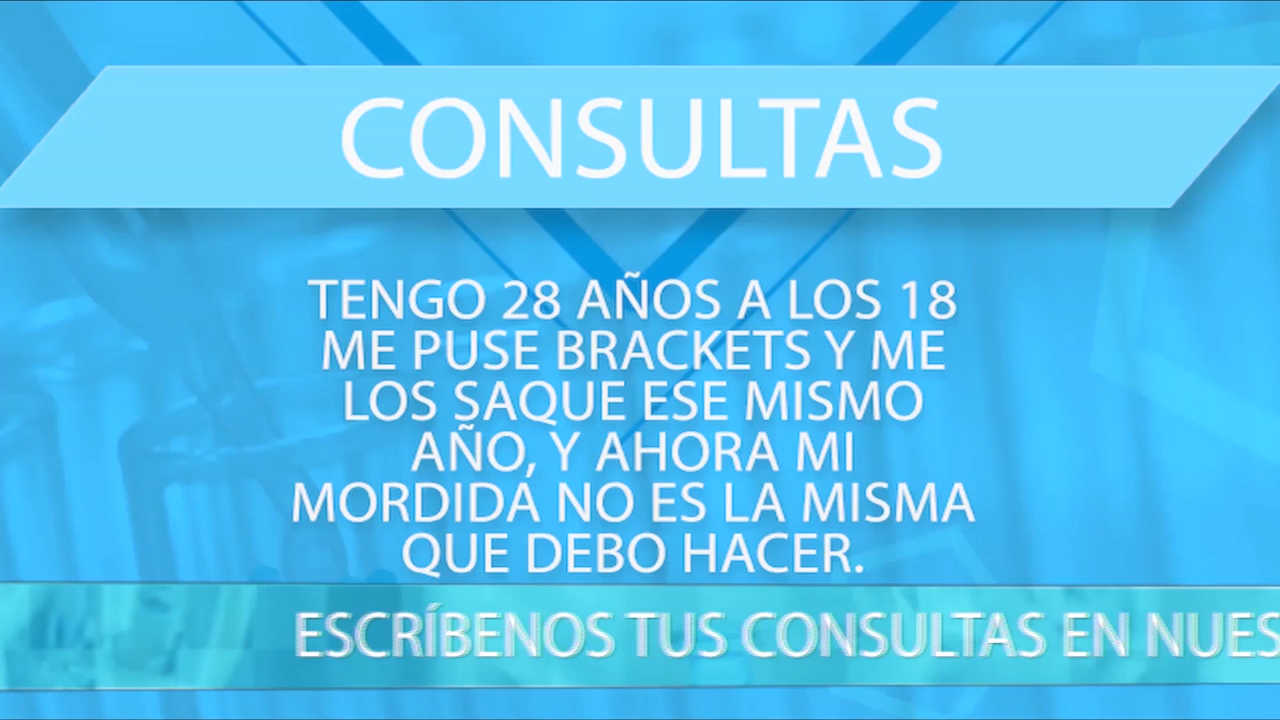 CONSULTAS
TENGO 28 AÑOS A LOS 18
ME PUSE BRACKETS Y ME
LOS SAQUE ESE MISMO
AÑO, Y AHORA MI
MORDIDA NO ES LA MISMA
QUE DEBO HACER.
ESCRÍBENOS TUS CONSULTAS EN NUES